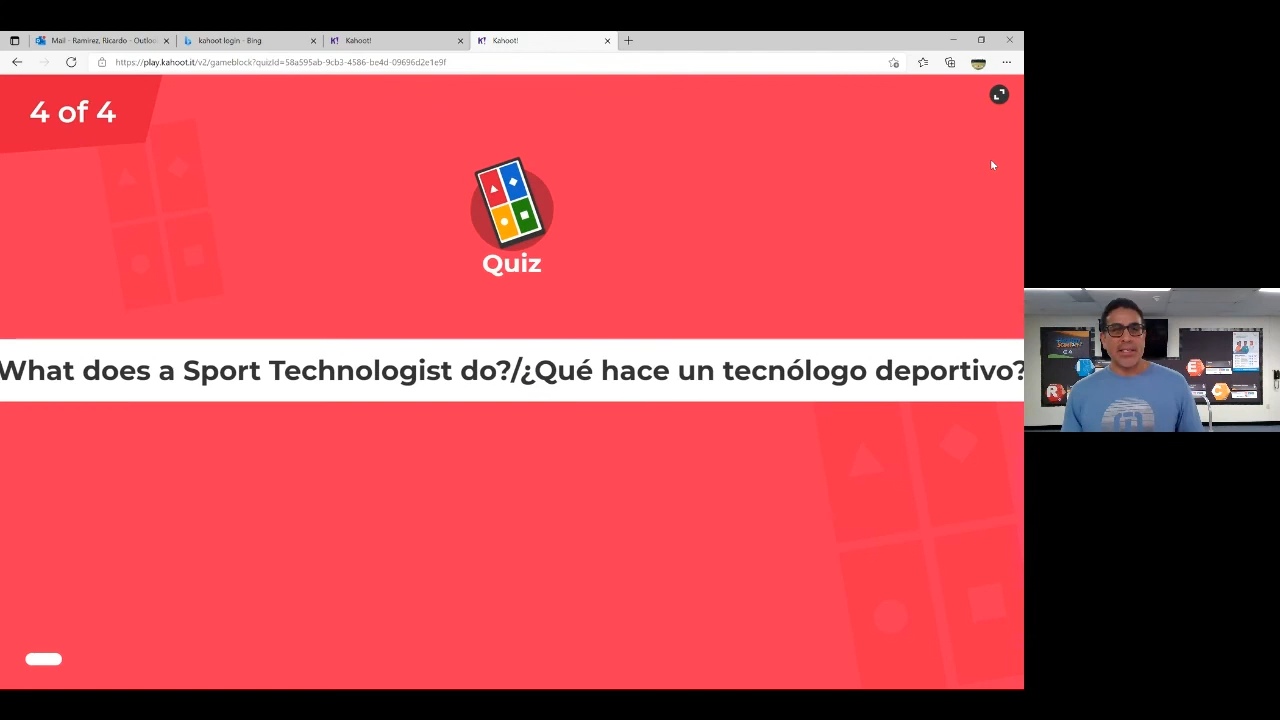 Mail - Ramirez, Ricardo - Outlo
kahoot login - Bing
Kahoot!
Kahoot!
https://play.kahoot.it/v2/gameblock?quizId=58a595ab-9cb3-4586-be4d-09696d2e1e9f
4 of 4
Quiz
What does a Sport Technologist do?/¿Qué hace un tecnólogo deportivo?
R
E
C